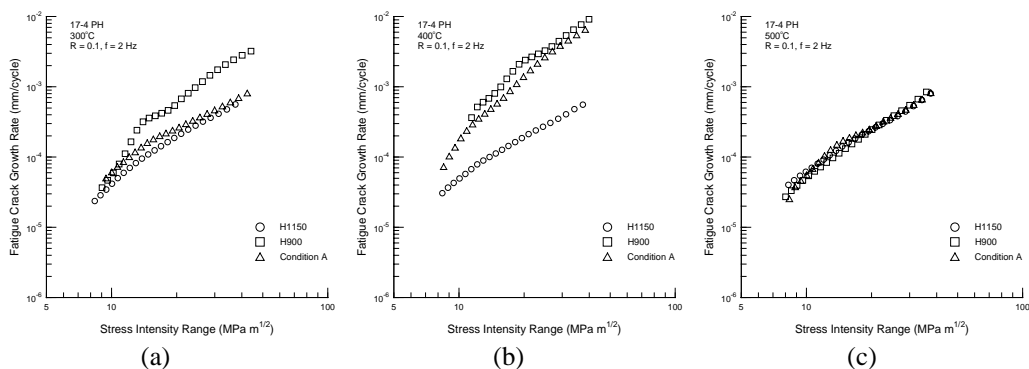 17-4 PH
300°C
R = 0.1, f = 2 Hz
Fatigue Crack Growth Rate (mm/cycle)
10⁻²
10⁻³
10⁻⁴
10⁻⁵
10⁻⁶
H1150
H900
Condition A
5 10 100
Stress Intensity Range (MPa m^1/2)
(a)
17-4 PH
400°C
R = 0.1, f = 2 Hz
Fatigue Crack Growth Rate (mm/cycle)
10⁻²
10⁻³
10⁻⁴
10⁻⁵
10⁻⁶
H1150
H900
Condition A
5 10 100
Stress Intensity Range (MPa m^1/2)
(b)
17-4 PH
500°C
R = 0.1, f = 2 Hz
Fatigue Crack Growth Rate (mm/cycle)
10⁻²
10⁻³
10⁻⁴
10⁻⁵
10⁻⁶
H1150
H900
Condition A
5 10 100
Stress Intensity Range (MPa m^1/2)
(c)